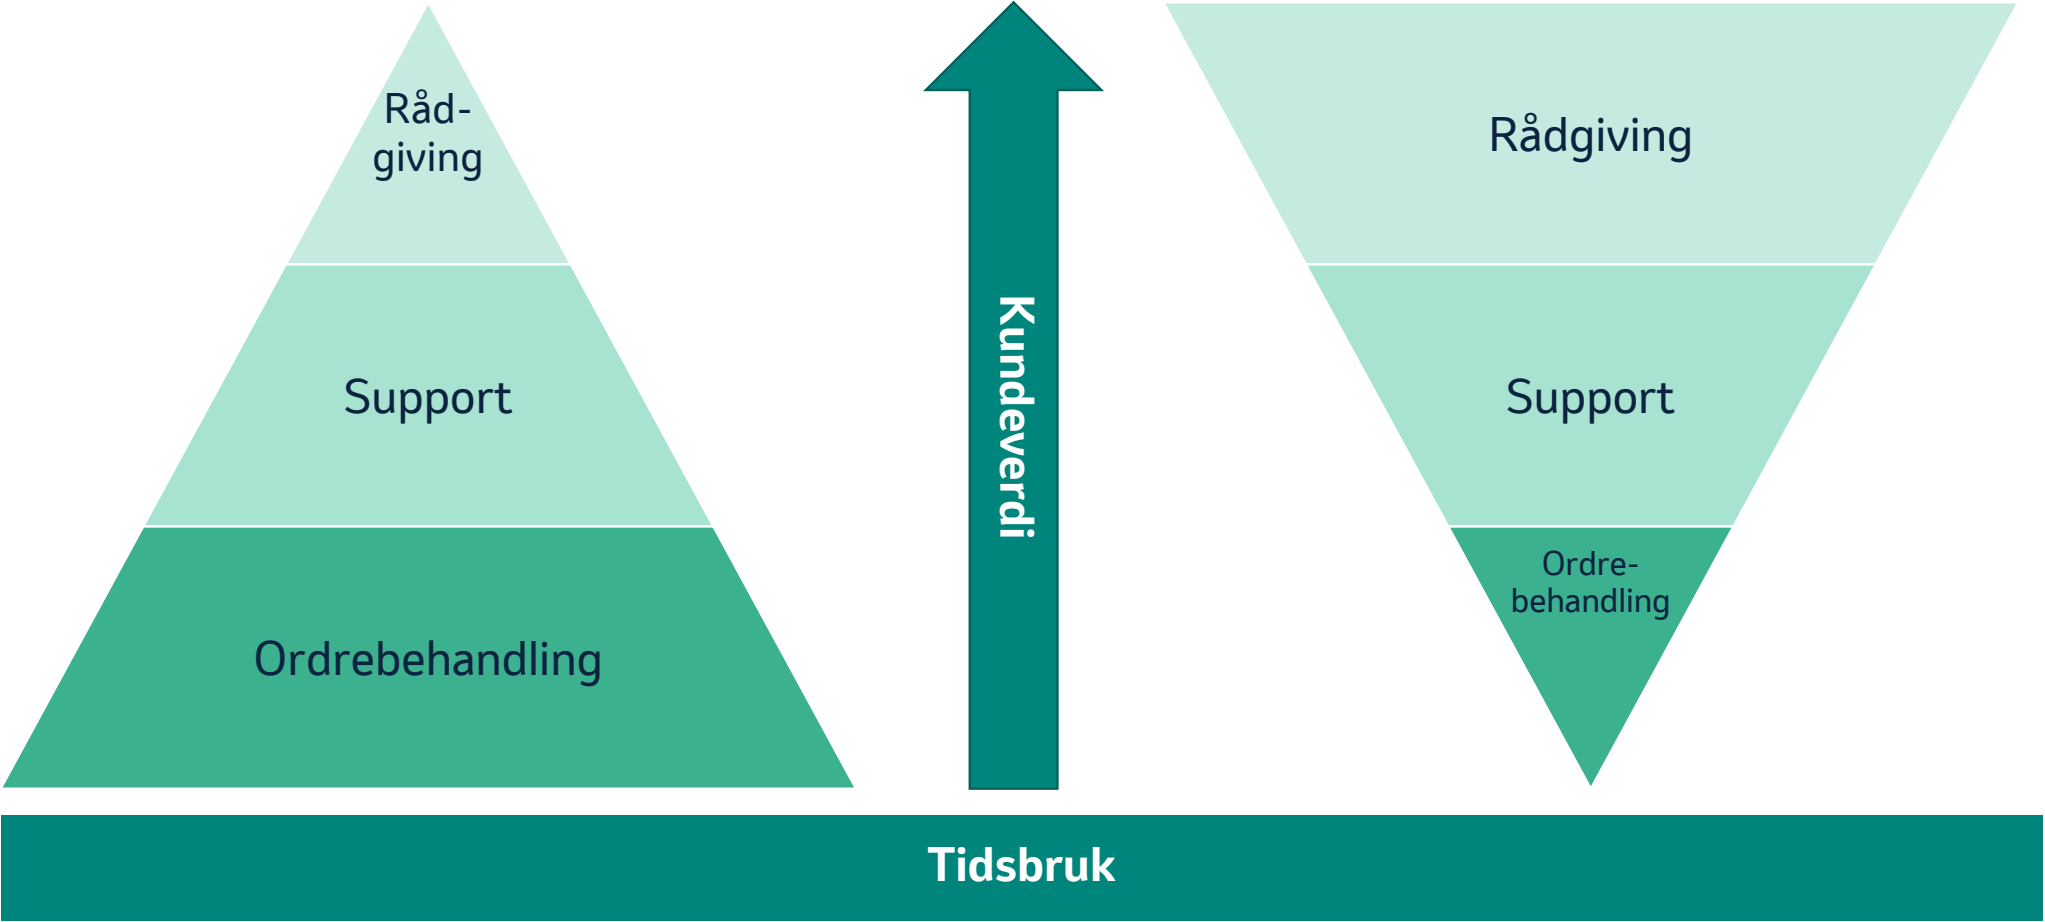 Råd-
giving
Support
Ordrebehandling
Kundeverdi
Rådgiving
Support
Ordre-
behandling
Tidsbruk